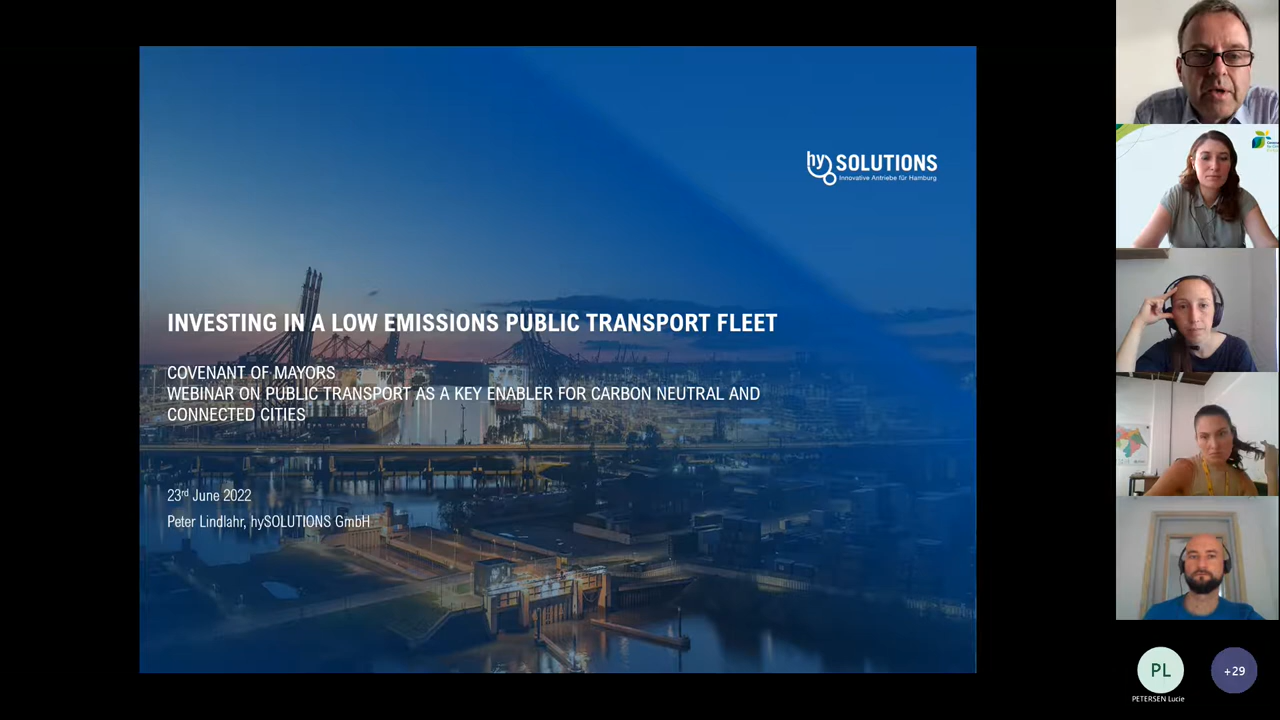 hySOLUTIONS
Innovative Antriebe für Hamburg
INVESTING IN A LOW EMISSIONS PUBLIC TRANSPORT FLEET
COVENANT OF MAYORS
WEBINAR ON PUBLIC TRANSPORT AS A KEY ENABLER FOR CARBON NEUTRAL AND
CONNECTED CITIES
23rd June 2022
Peter Lindlahr, hySOLUTIONS GmbH
PL
PETERSEN Lucie
+29